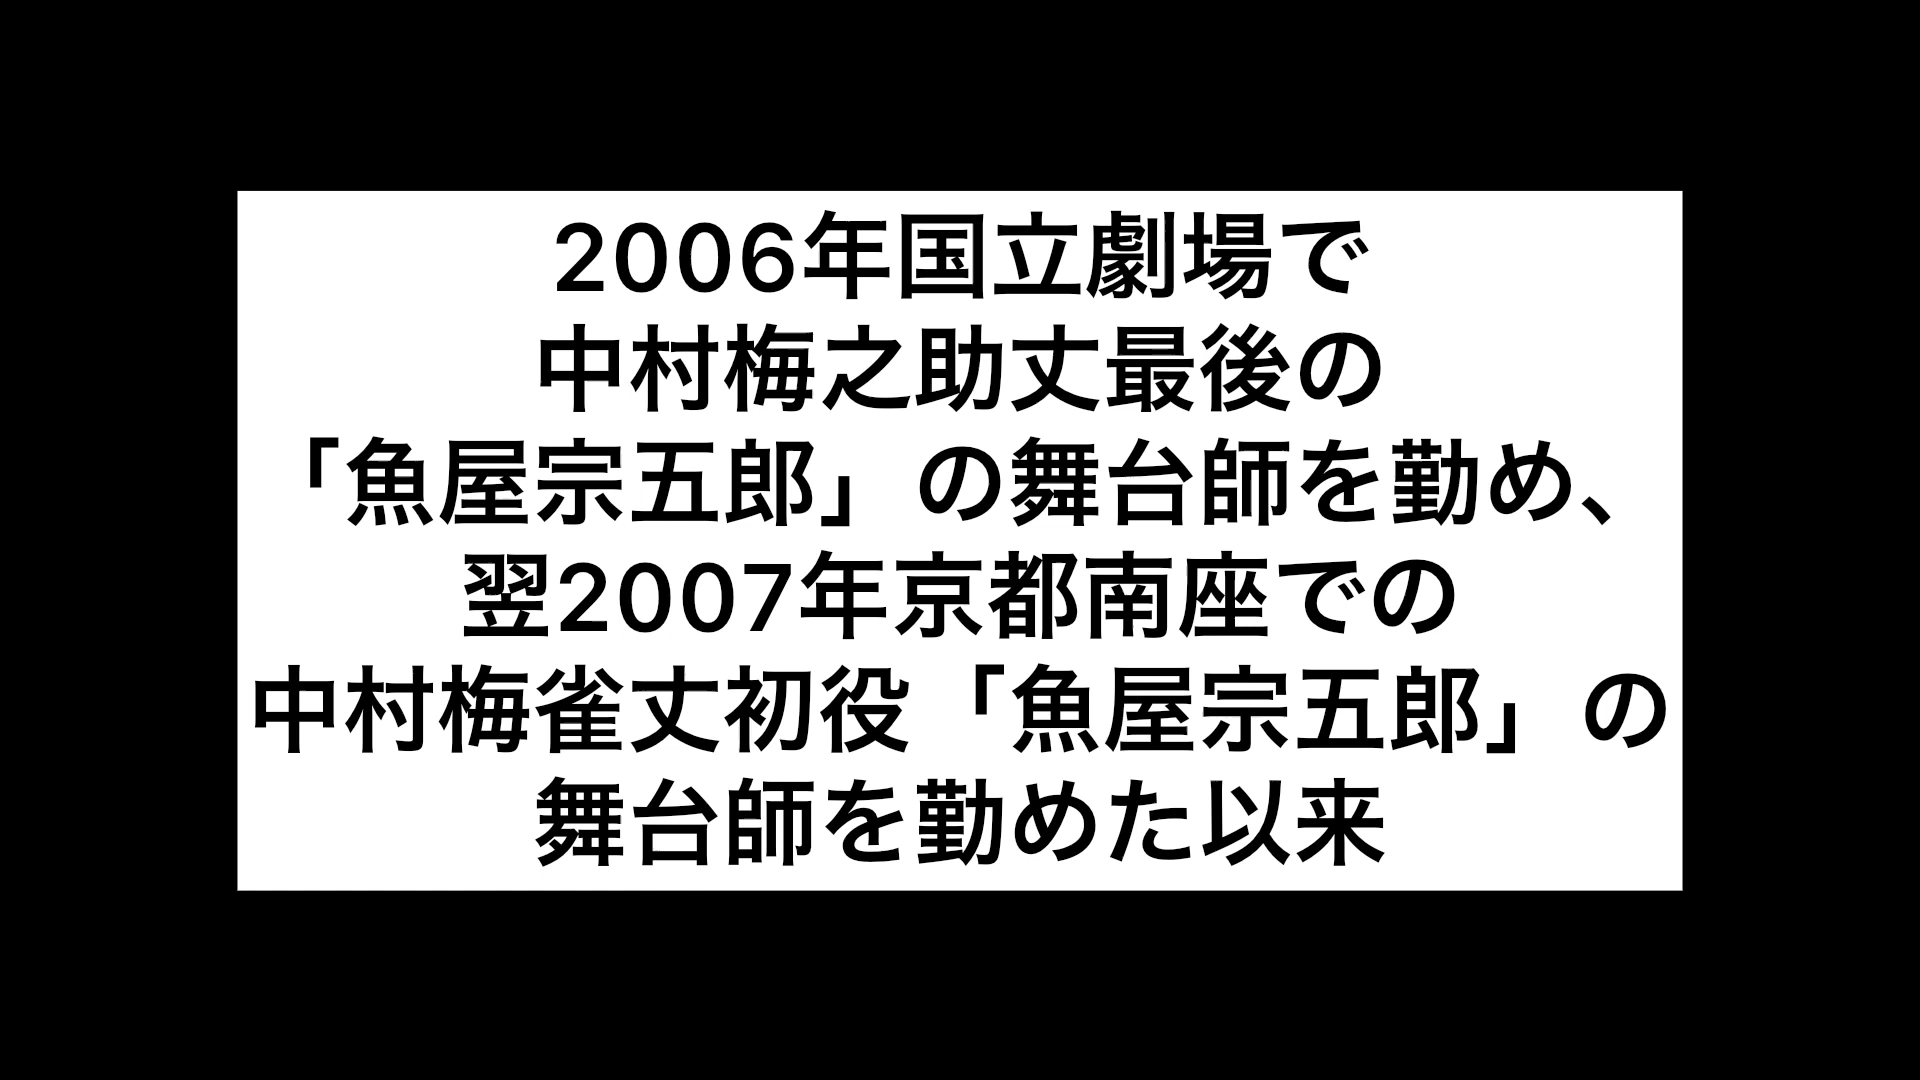 2006年国立劇場で
中村梅之助丈最後の
「魚屋宗五郎」の舞台師を勤め、
翌2007年京都南座での
中村梅雀丈初役「魚屋宗五郎」の
舞台師を勤めた以来